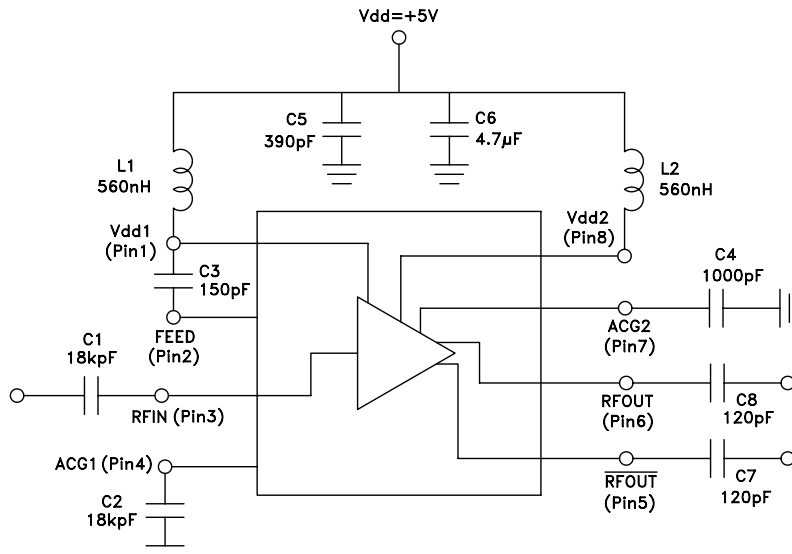 Vdd=+5V
C5
390pF
C6
4.7µF
L1
560nH
L2
560nH
Vdd1
(Pin1)
Vdd2
(Pin8)
C3
150pF
C4
1000pF
FEED
(Pin2)
ACG2
(Pin7)
C1
18kpF
RFIN (Pin3)
RFOUT
(Pin6)
C8
120pF
ACG1 (Pin4)
C2
18kpF
RFOUT
(Pin5)
C7
120pF